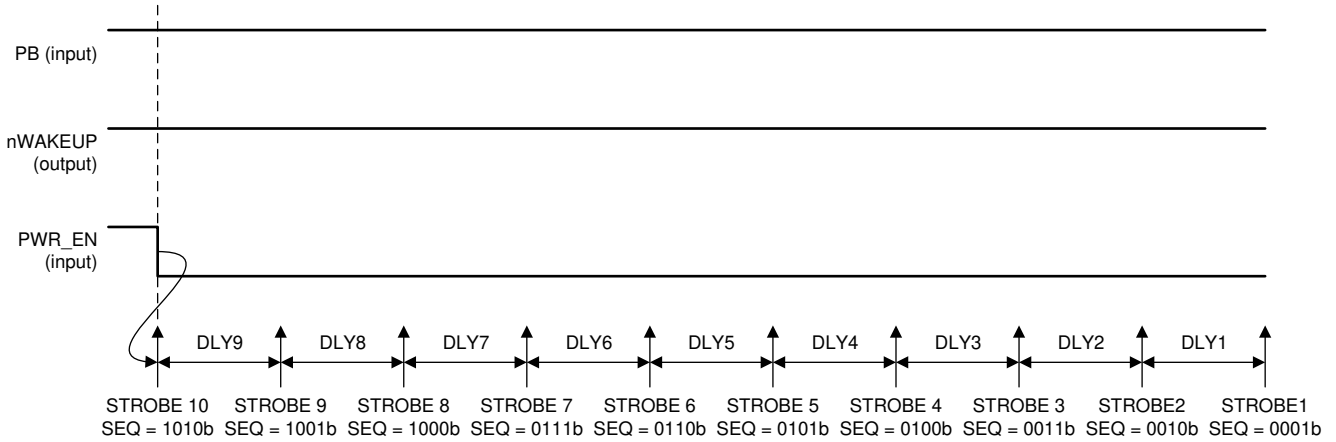 PB (input)
nWAKEUP
(output)
PWR_EN
(input)
DLY9 DLY8 DLY7 DLY6 DLY5 DLY4 DLY3 DLY2 DLY1
STROBE 10 STROBE 9 STROBE 8 STROBE 7 STROBE 6 STROBE 5 STROBE 4 STROBE 3 STROBE2 STROBE1
SEQ = 1010b SEQ = 1001b SEQ = 1000b SEQ = 0111b SEQ = 0110b SEQ = 0101b SEQ = 0100b SEQ = 0011b SEQ = 0010b SEQ = 0001b